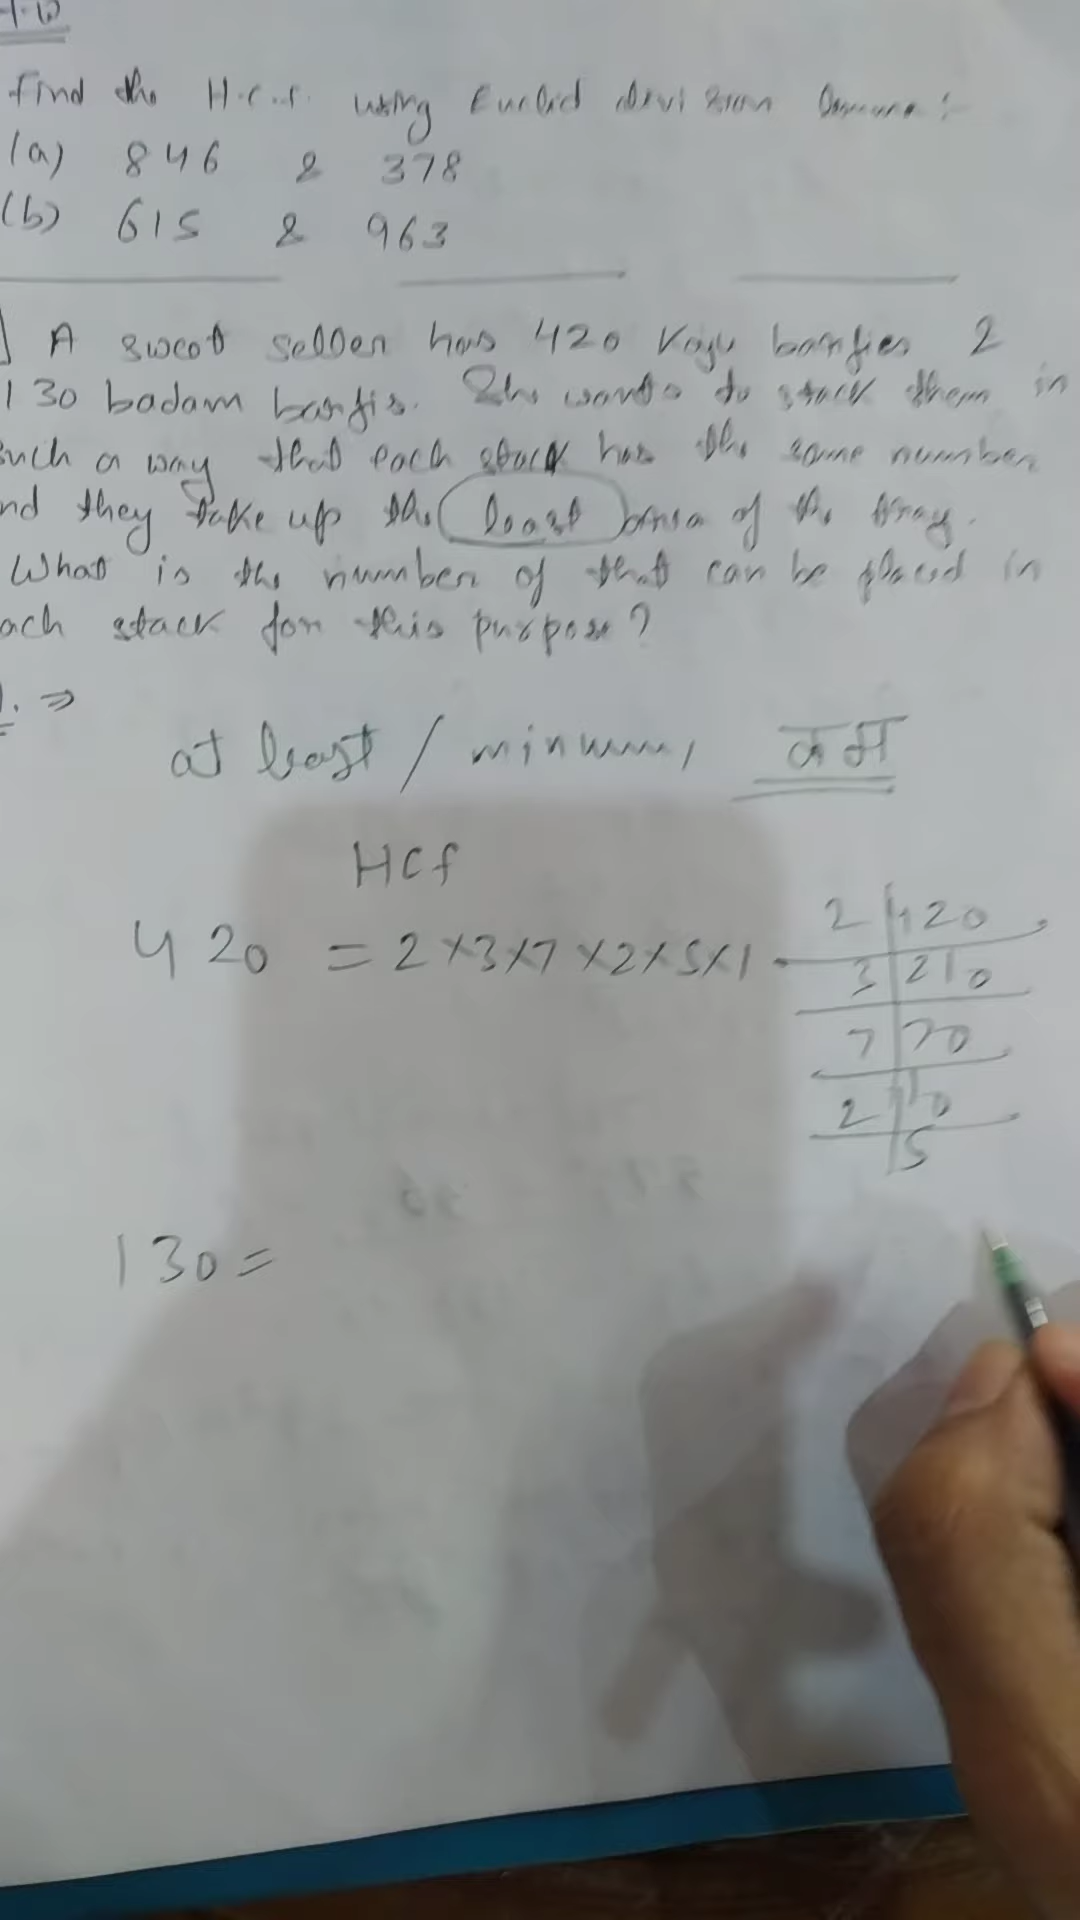 Find the H.C.F. using Euclid division
(a) 846 & 378
(b) 615 & 963
A sweet seller has 420 Kaju barfies &
130 badam barfis. She wants to stack them in
such a way that each stack has the same number
nd they take up the least area of the tray.
What is the number of that can be placed in
ach stack for this purpose?
at least / minimum, कम
HCF
420 = 2×3×7×2×5×1
2 420
3 210
7 70
2 10
5
130 =